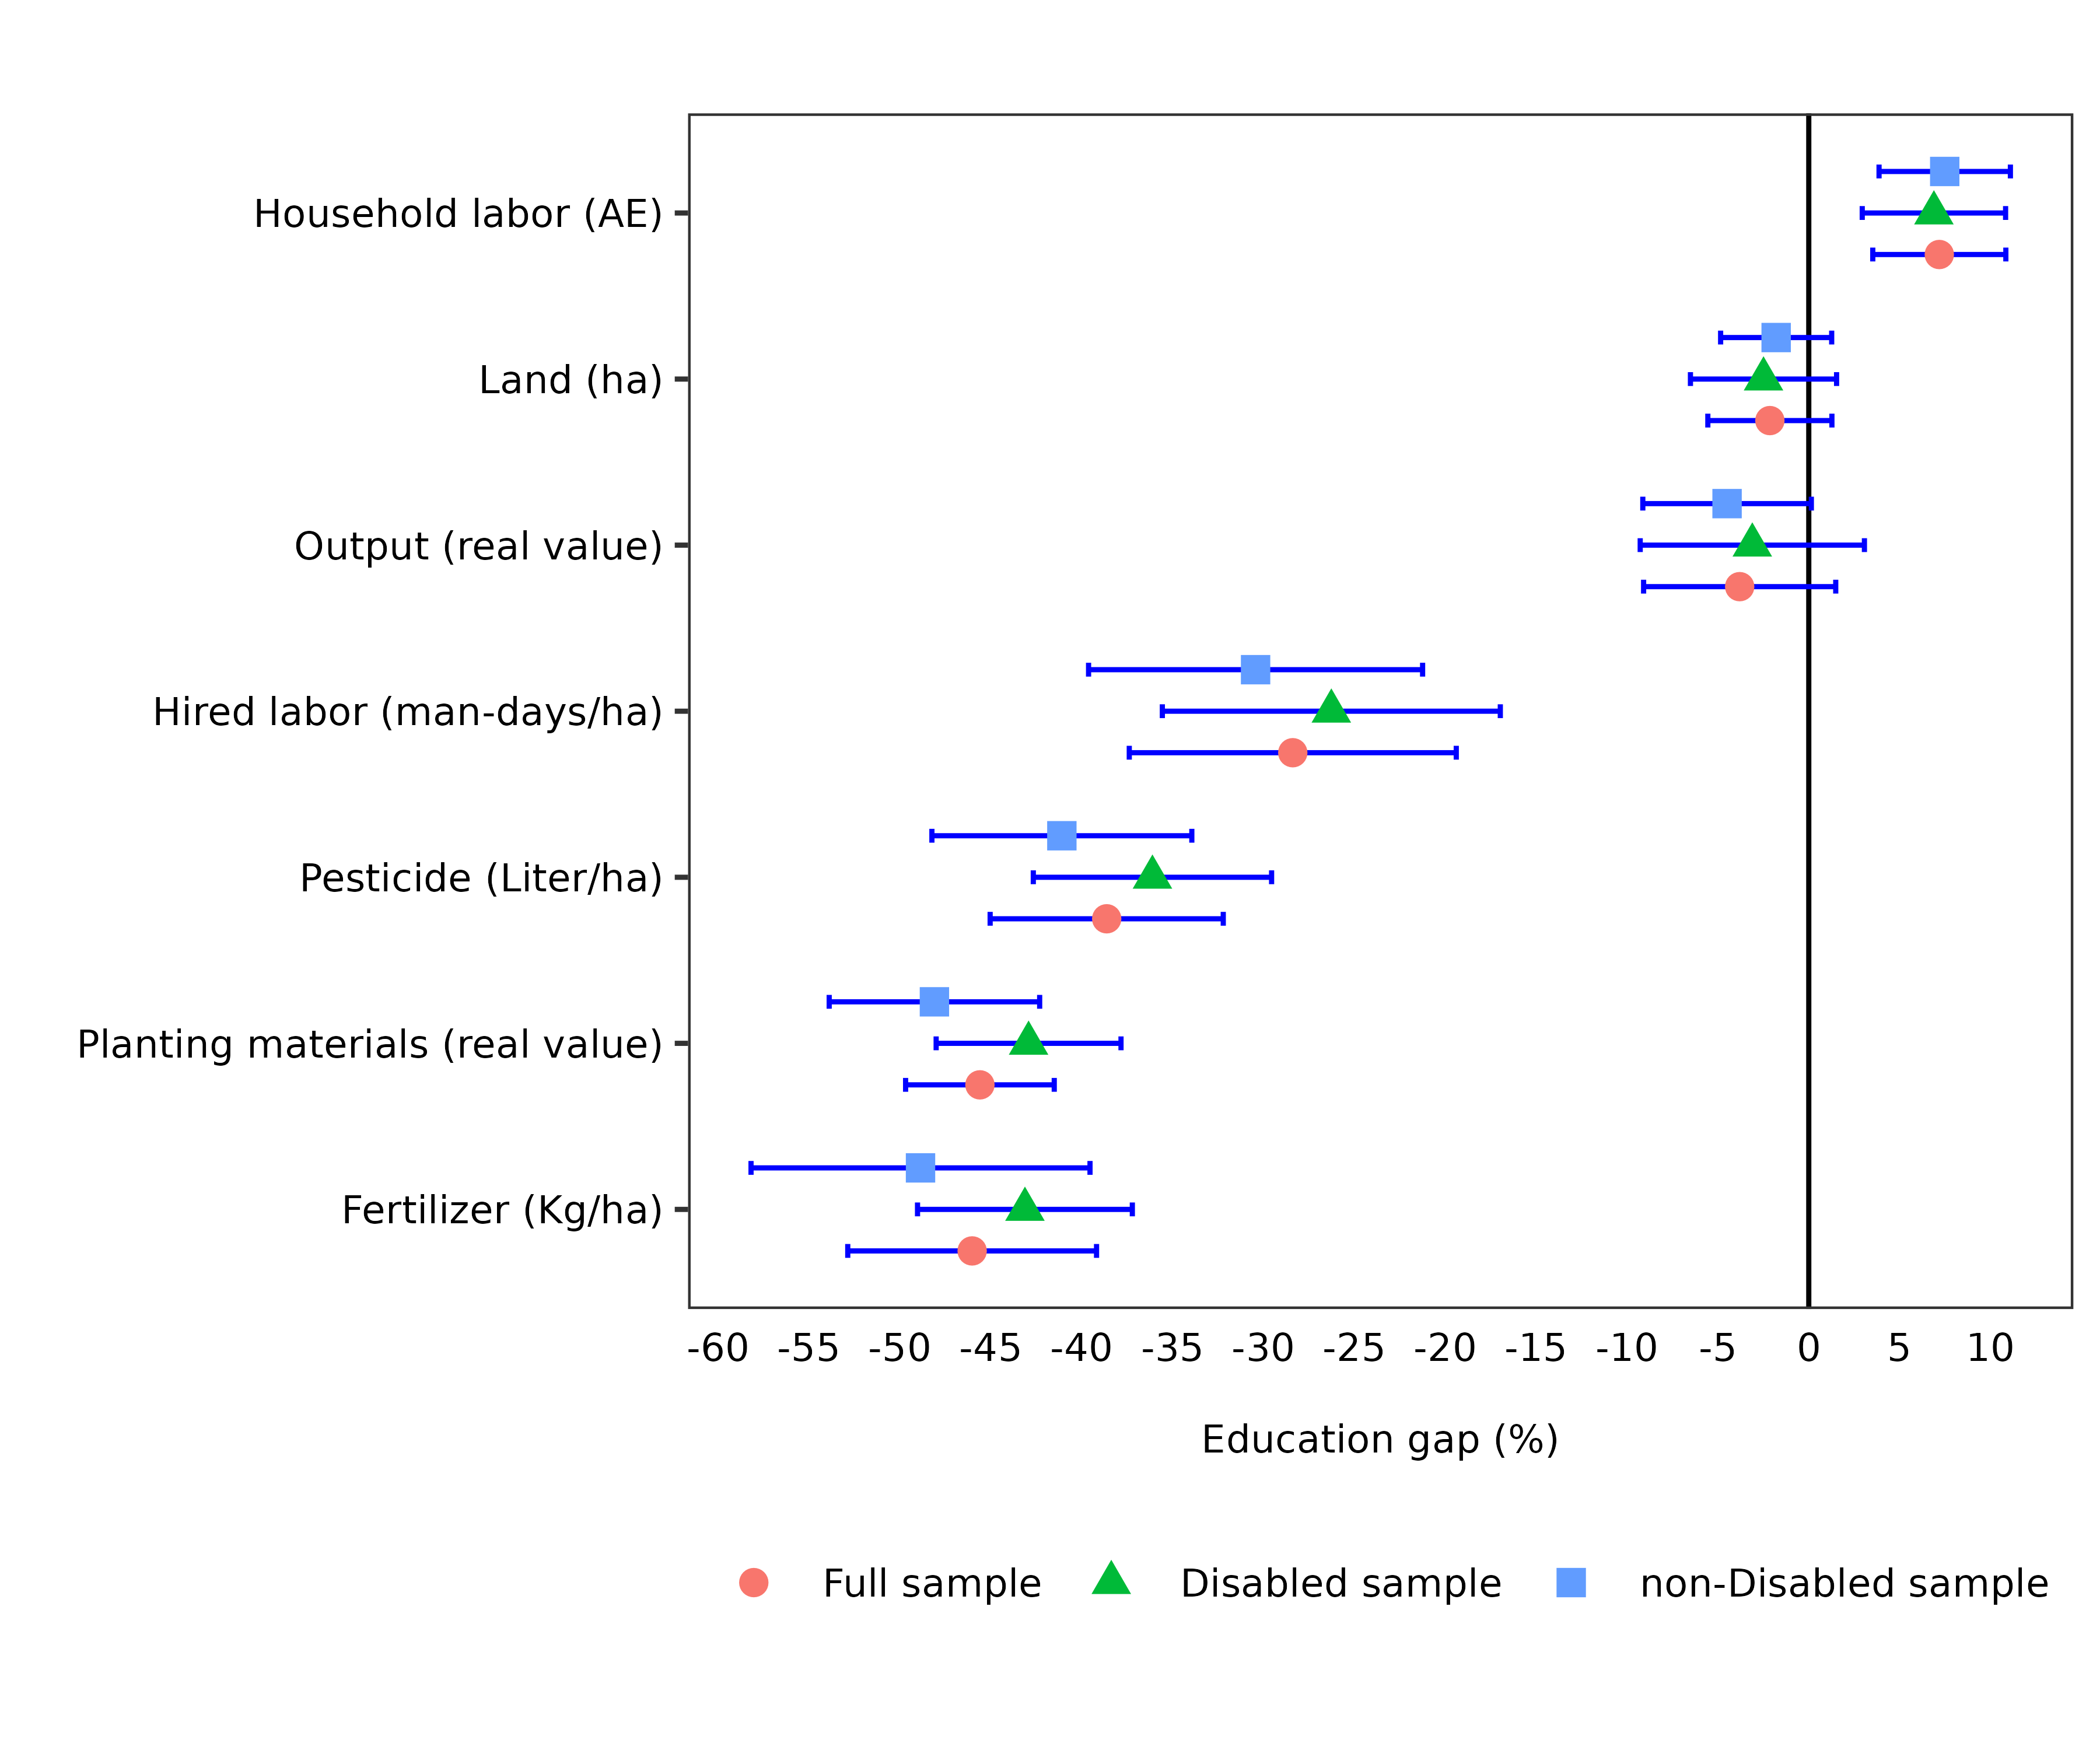 Household labor (AE)
Land (ha)
Output (real value)
Hired labor (man-days/ha)
Pesticide (Liter/ha)
Planting materials (real value)
Fertilizer (Kg/ha)
-60 -55 -50 -45 -40 -35 -30 -25 -20 -15 -10 -5 0 5 10
Education gap (%)
Full sample Disabled sample non-Disabled sample